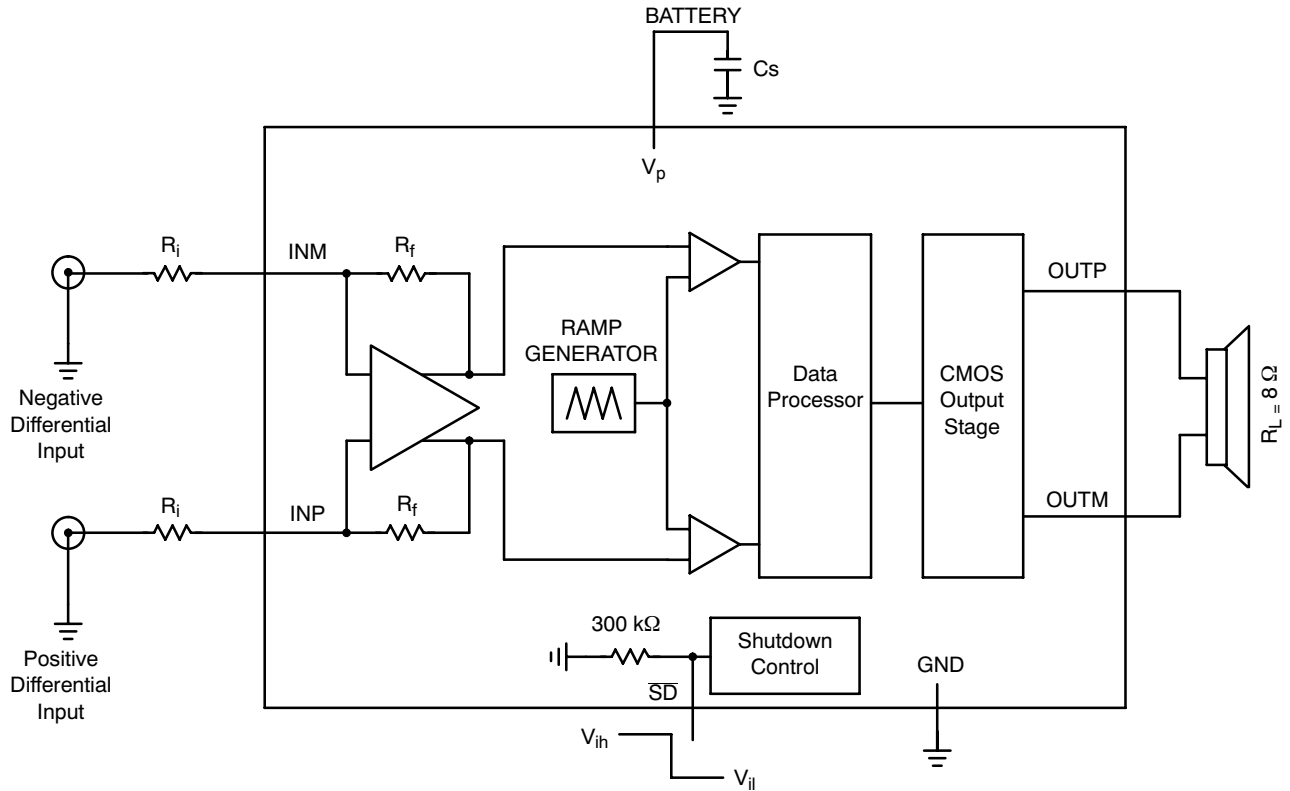 BATTERY
Cs
Vp
Ri
INM
Rf
OUTP
RAMP
GENERATOR
Data
Processor
CMOS
Output
Stage
RL = 8 Ω
Negative
Differential
Input
Ri
INP
Rf
OUTM
300 kΩ
Shutdown
Control
SD
GND
Positive
Differential
Input
Vih
Vil